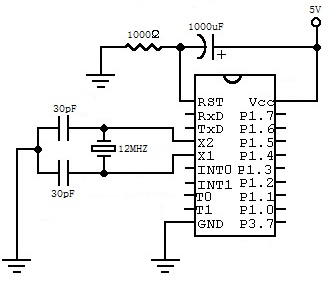 5V
1000Ω
1000uF
+
RST Vcc
RxD P1.7
TxD P1.6
X2 P1.5
X1 P1.4
INT0 P1.3
INT1 P1.2
T0 P1.1
T1 P1.0
GND P3.7
30pF
12MHZ
30pF